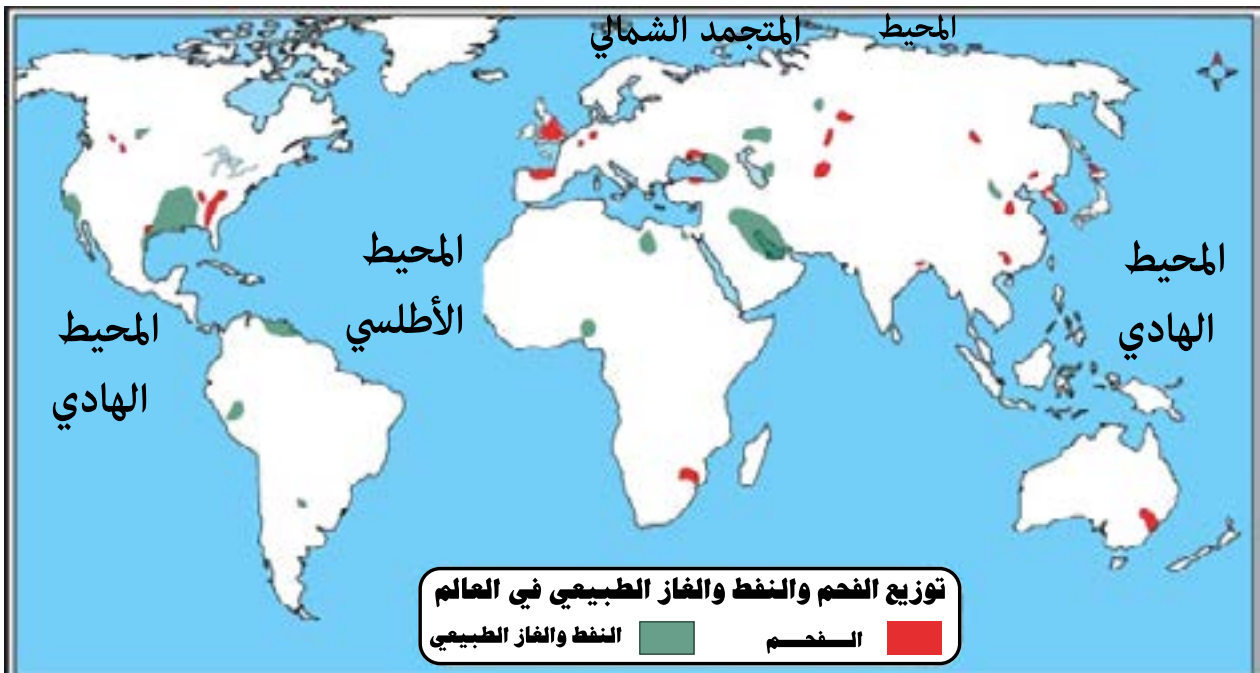 المحيط
المتجمد الشمالي
المحيط
الهادي
المحيط
الأطلسي
المحيط
الهادي
توزيع الفحم والنفط والغاز الطبيعي في العالم
الـــفحـــــم
النفط والغاز الطبيعي